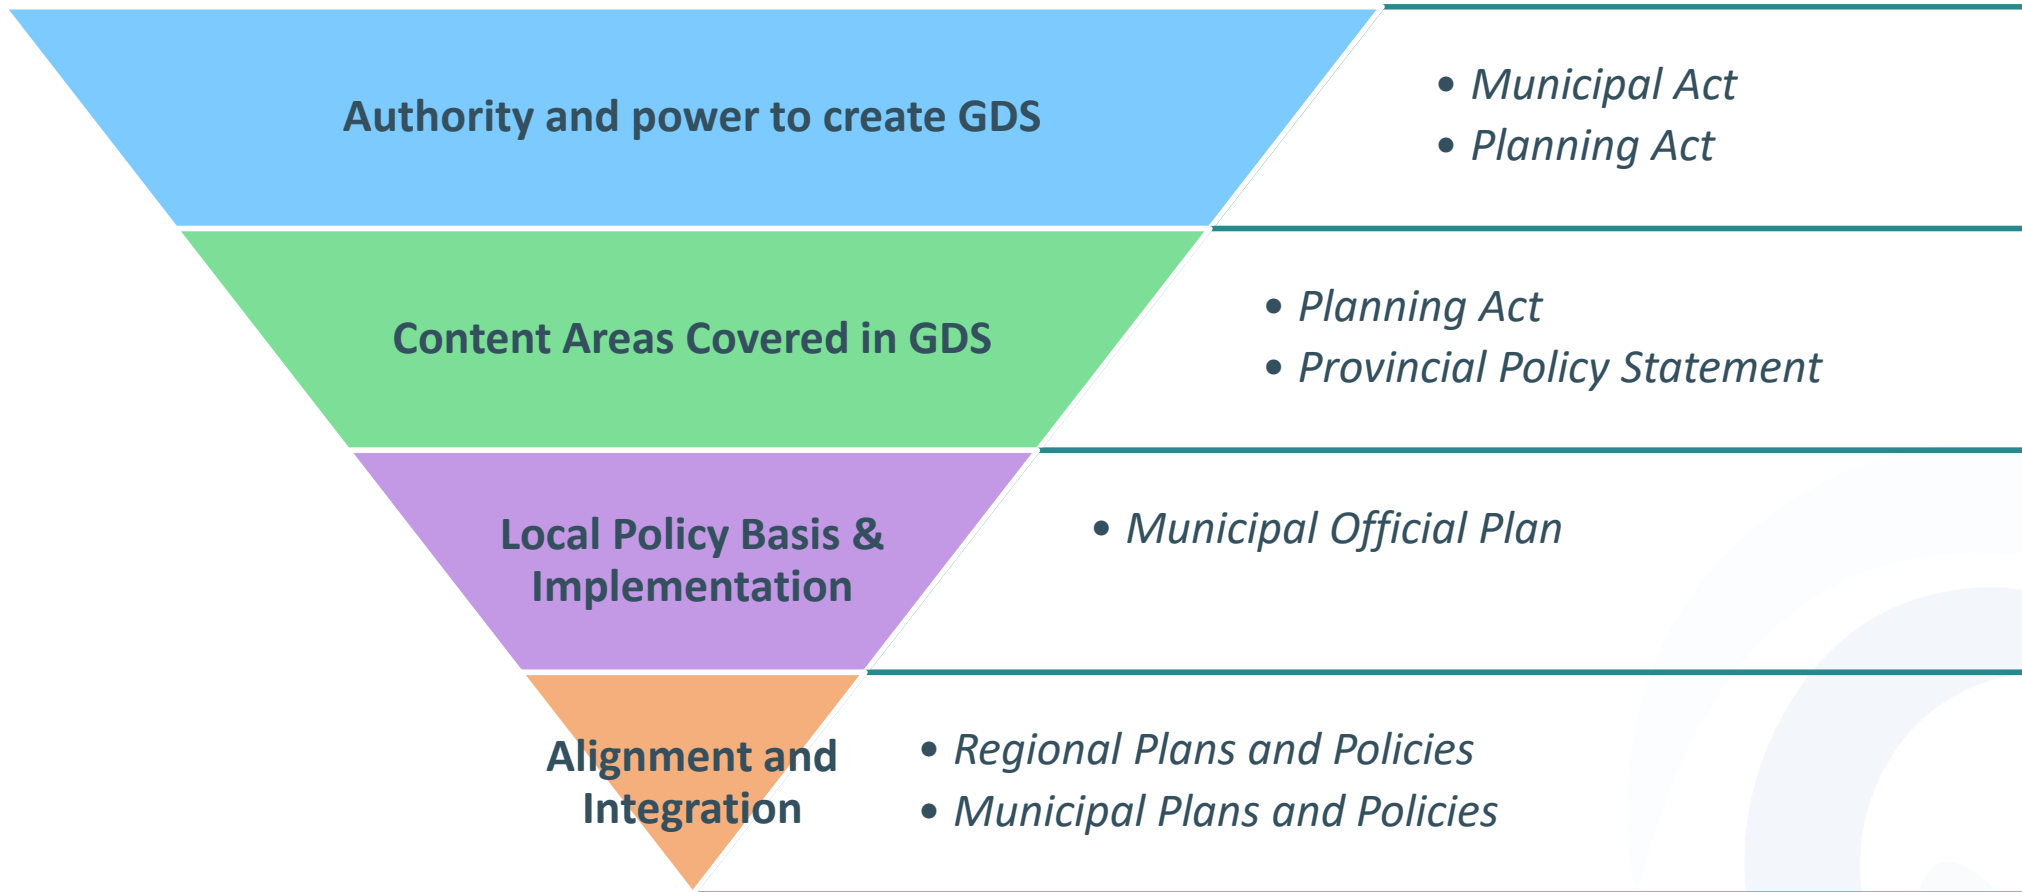 Authority and power to create GDS
• Municipal Act
• Planning Act
Content Areas Covered in GDS
• Planning Act
• Provincial Policy Statement
Local Policy Basis &
Implementation
• Municipal Official Plan
Alignment and
Integration
• Regional Plans and Policies
• Municipal Plans and Policies